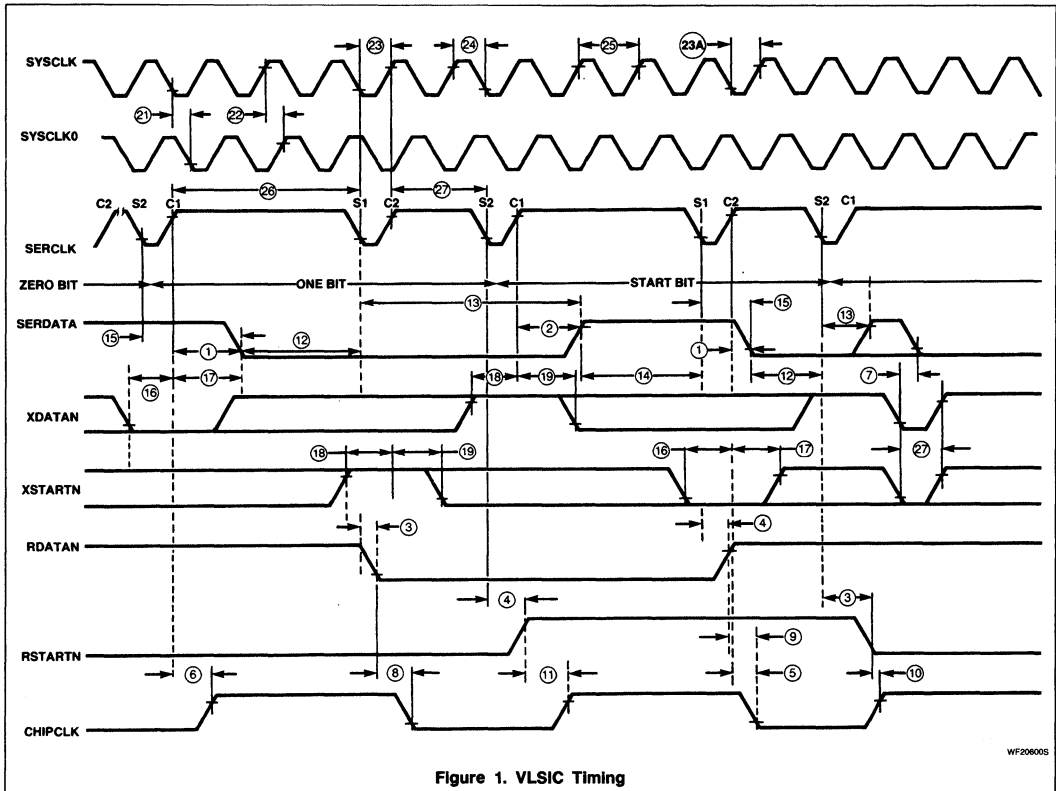 23 24 25 23A
SYSCLK
21 22
SYSCLK0
26 27
C2 S2 C1 S1 C2 S2 C1 S1 C2 S2 C1
SERCLK
ZERO BIT ONE BIT START BIT
13
SERDATA
15 2 15 13
1 12 1
16 17 18 19 14 12 7
XDATAN
18 19 16 17 27
XSTARTN
3 4
RDATAN
4 3
9
RSTARTN
6 8 11 5 10
CHIPCLK
WF20600S
Figure 1. VLSIC Timing